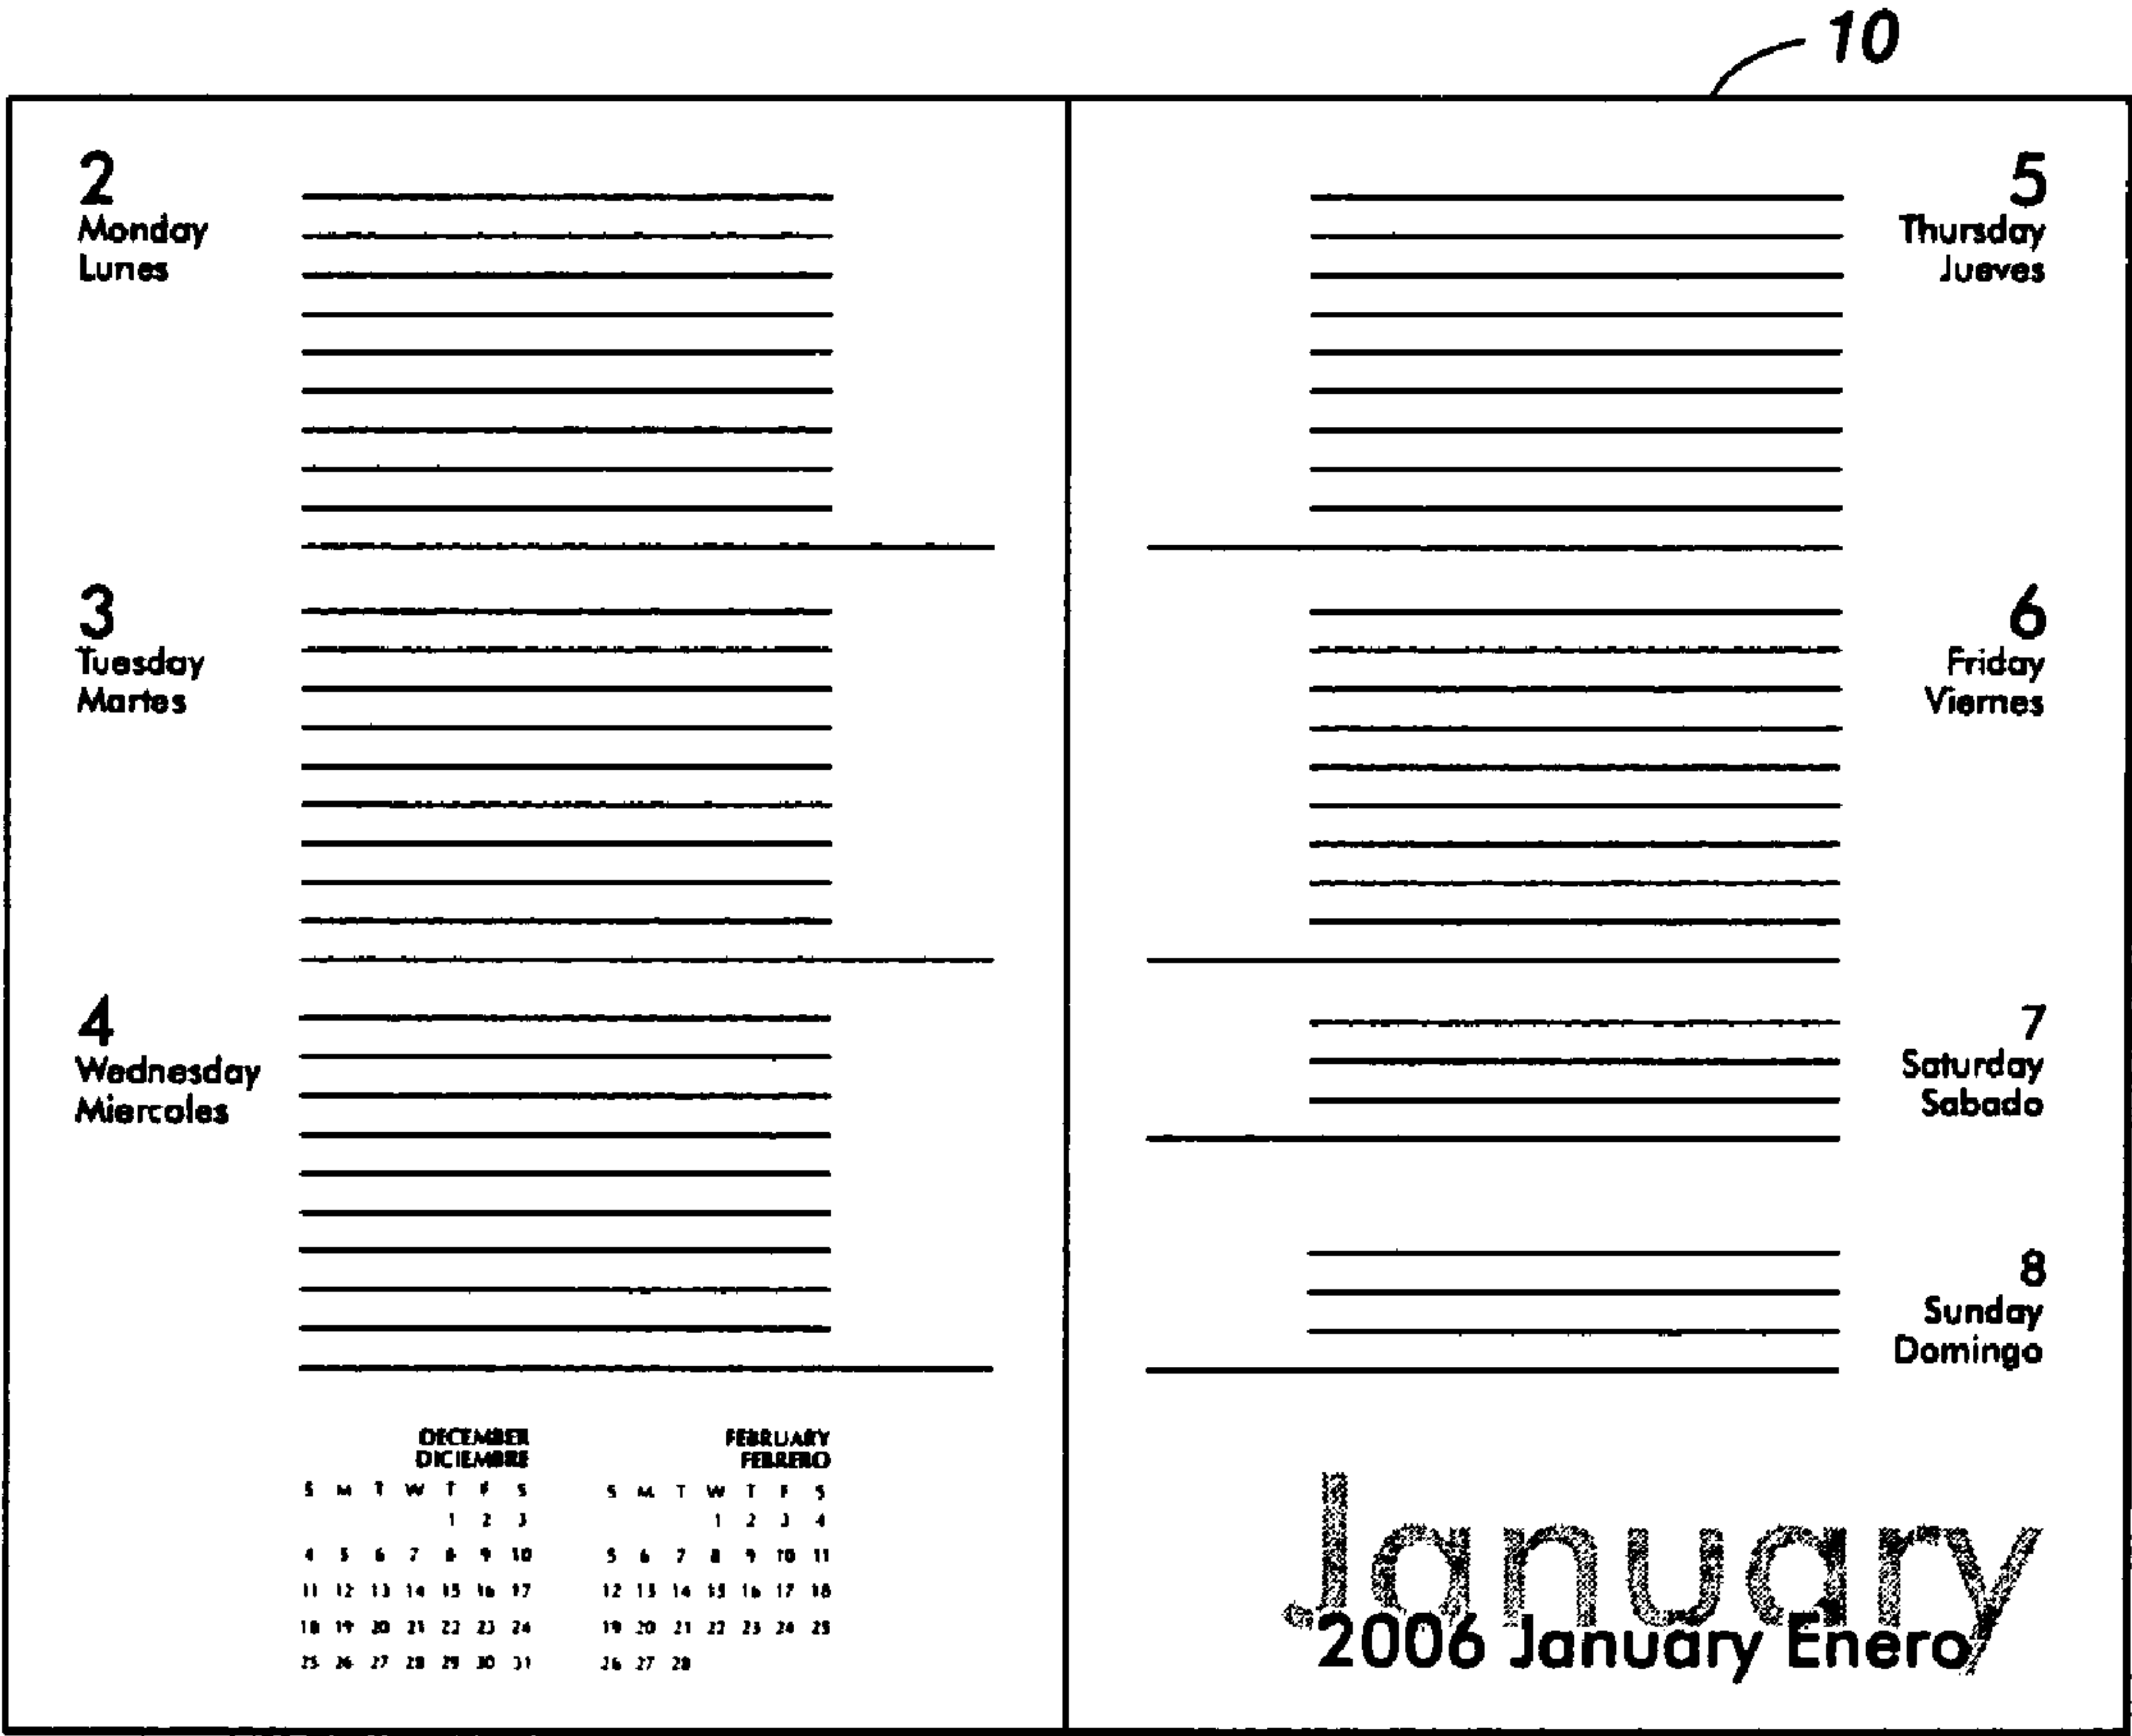 10
2
Monday
Lunes
3
Tuesday
Martes
4
Wednesday
Miercoles
DECEMBER
DICIEMBRE
S M T W T F S
1 2 3
4 5 6 7 8 9 10
11 12 13 14 15 16 17
18 19 20 21 22 23 24
25 26 27 28 29 30 31
FEBRUARY
FEBRERO
S M T W T F S
1 2 3 4
5 6 7 8 9 10 11
12 13 14 15 16 17 18
19 20 21 22 23 24 25
26 27 28
5
Thursday
Jueves
6
Friday
Viernes
7
Saturday
Sabado
8
Sunday
Domingo
January
2006 January Enero